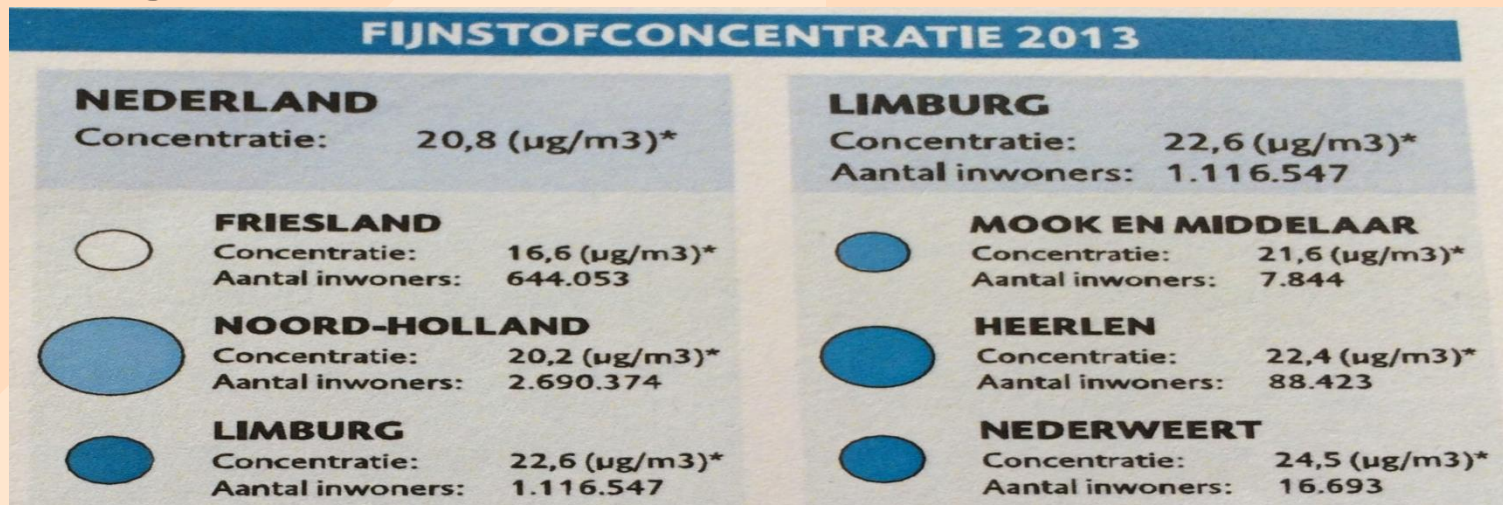 FIJNSTOFCONCENTRATIE 2013
NEDERLAND
Concentratie: 20,8 (µg/m3)*
FRIESLAND
Concentratie: 16,6 (µg/m3)*
Aantal inwoners: 644.053
NOORD-HOLLAND
Concentratie: 20,2 (µg/m3)*
Aantal inwoners: 2.690.374
LIMBURG
Concentratie: 22,6 (µg/m3)*
Aantal inwoners: 1.116.547
LIMBURG
Concentratie: 22,6 (µg/m3)*
Aantal inwoners: 1.116.547
MOOK EN MIDDELAAR
Concentratie: 21,6 (µg/m3)*
Aantal inwoners: 7.844
HEERLEN
Concentratie: 22,4 (µg/m3)*
Aantal inwoners: 88.423
NEDERWEERT
Concentratie: 24,5 (µg/m3)*
Aantal inwoners: 16.693